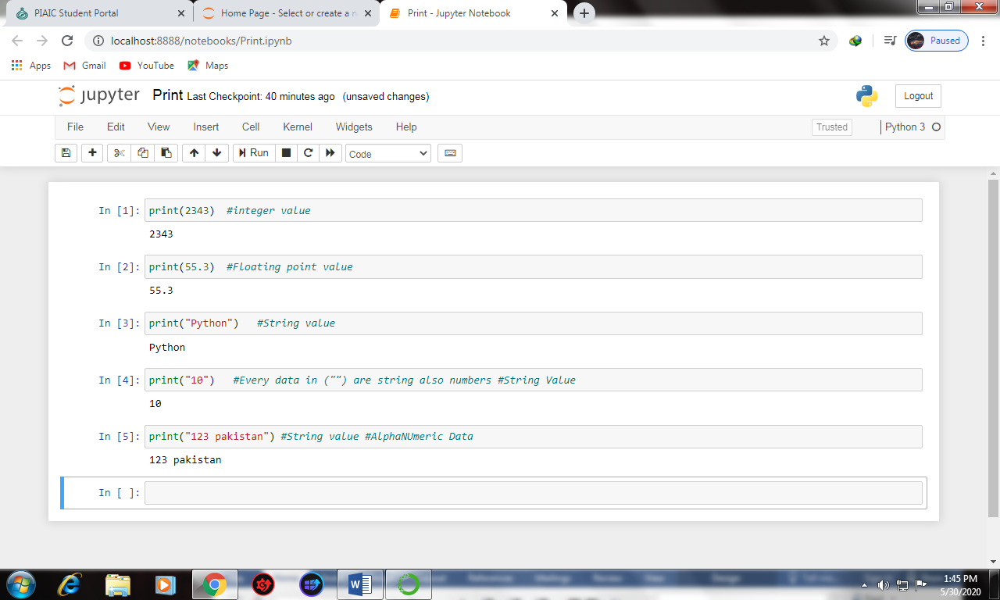 PIAIC Student Portal
Home Page - Select or create a n
Print - Jupyter Notebook
localhost:8888/notebooks/Print.ipynb
Paused
Apps Gmail YouTube Maps
jupyter Print Last Checkpoint: 40 minutes ago (unsaved changes) Logout
File Edit View Insert Cell Kernel Widgets Help Trusted Python 3
Run Code
In [1]: print(2343)  #integer value
2343
In [2]: print(55.3)  #Floating point value
55.3
In [3]: print("Python")   #String value
Python
In [4]: print("10")   #Every data in ("") are string also numbers #String Value
10
In [5]: print("123 pakistan") #String value #AlphaNUmeric Data
123 pakistan
In [ ]:
1:45 PM
5/30/2020